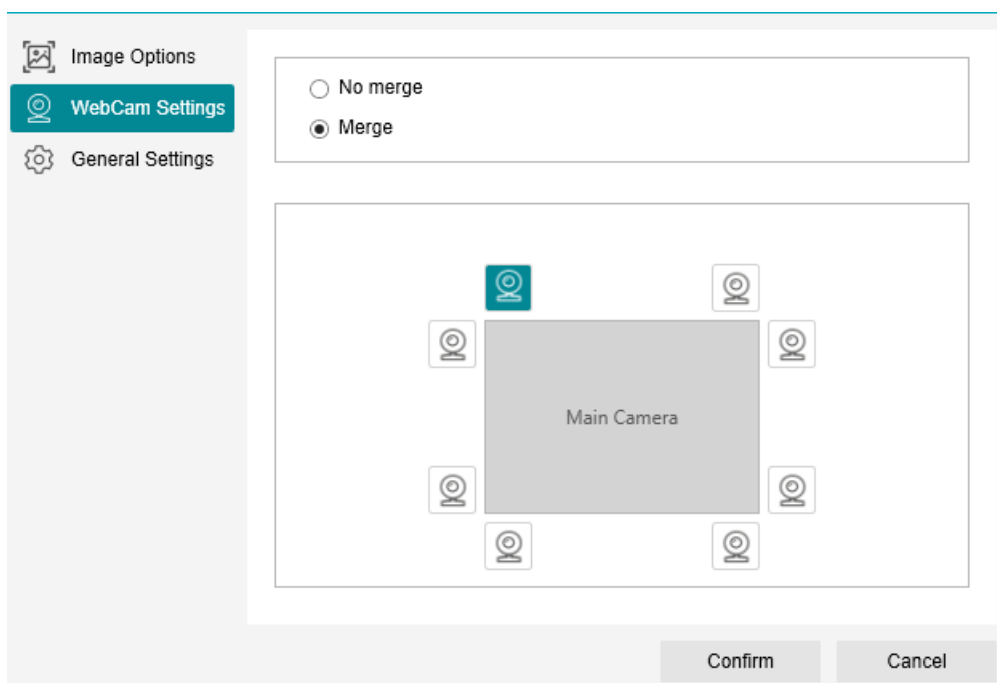 Image Options
WebCam Settings
General Settings
No merge
Merge
Main Camera
Confirm
Cancel